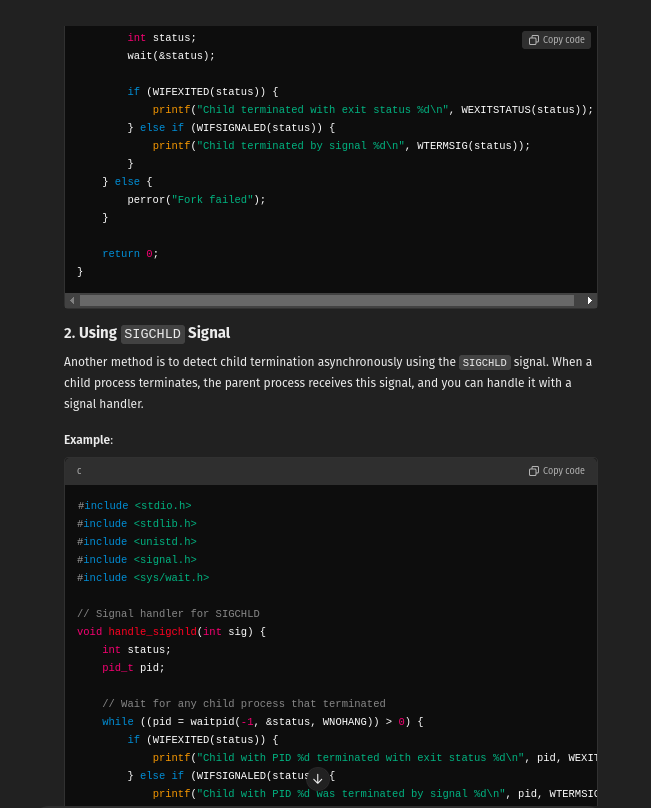 int status;
Copy code
wait(&status);
if (WIFEXITED(status)) {
printf("Child terminated with exit status %d\n", WEXITSTATUS(status));
} else if (WIFSIGNALED(status)) {
printf("Child terminated by signal %d\n", WTERMSIG(status));
}
} else {
perror("Fork failed");
}
return 0;
}
2. Using SIGCHLD Signal
Another method is to detect child termination asynchronously using the SIGCHLD signal. When a
child process terminates, the parent process receives this signal, and you can handle it with a
signal handler.
Example:
c
Copy code
#include <stdio.h>
#include <stdlib.h>
#include <unistd.h>
#include <signal.h>
#include <sys/wait.h>
// Signal handler for SIGCHLD
void handle_sigchld(int sig) {
int status;
pid_t pid;
// Wait for any child process that terminated
while ((pid = waitpid(-1, &status, WNOHANG)) > 0) {
if (WIFEXITED(status)) {
printf("Child with PID %d terminated with exit status %d\n", pid, WEXIT
} else if (WIFSIGNALED(status {
printf("Child with PID %d was terminated by signal %d\n", pid, WTERMSIG